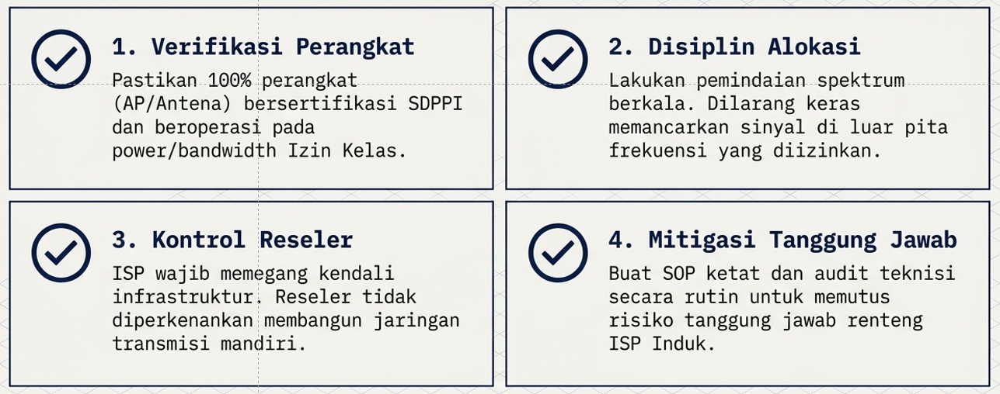 1. Verifikasi Perangkat
Pastikan 100% perangkat
(AP/Antena) bersertifikasi SDPPI
dan beroperasi pada
power/bandwidth Izin Kelas.
2. Disiplin Alokasi
Lakukan pemindaian spektrum
berkala. Dilarang keras
memancarkan sinyal di luar pita
frekuensi yang diizinkan.
3. Kontrol Reseler
ISP wajib memegang kendali
infrastruktur. Reseler tidak
diperkenankan membangun jaringan
transmisi mandiri.
4. Mitigasi Tanggung Jawab
Buat SOP ketat dan audit teknisi
secara rutin untuk memutus
risiko tanggung jawab renteng
ISP Induk.